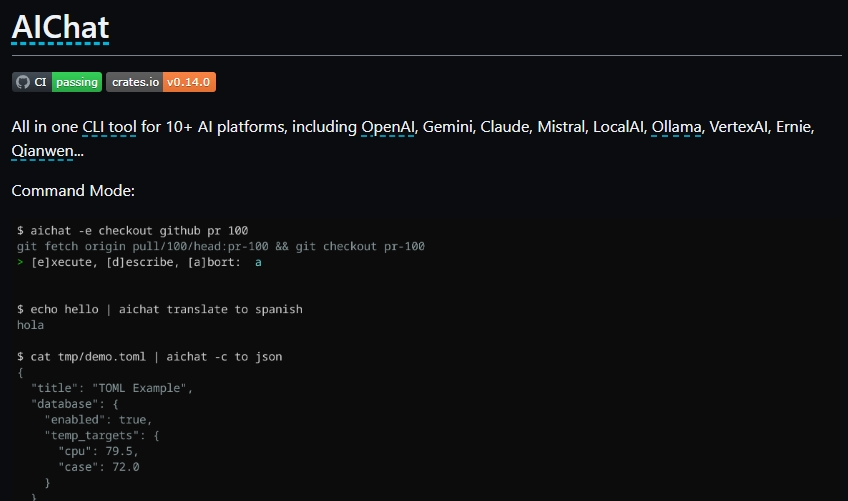 AIChat
CI passing crates.io v0.14.0
All in one CLI tool for 10+ AI platforms, including OpenAI, Gemini, Claude, Mistral, LocalAI, Ollama, VertexAI, Ernie,
Qianwen...
Command Mode:
$ aichat -e checkout github pr 100
git fetch origin pull/100/head:pr-100 && git checkout pr-100
> [e]xecute, [d]escribe, [a]bort:  a
$ echo hello | aichat translate to spanish
hola
$ cat tmp/demo.toml | aichat -c to json
{
  "title": "TOML Example",
  "database": {
    "enabled": true,
    "temp_targets": {
      "cpu": 79.5,
      "case": 72.0
    }
  }